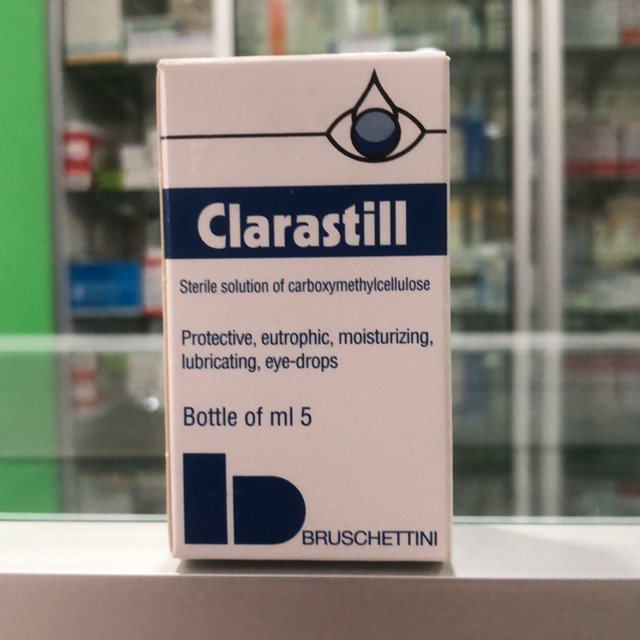 Clarastill
Sterile solution of carboxymethylcellulose
Protective, eutrophic, moisturizing,
lubricating, eye-drops
Bottle of ml 5
BRUSCHETTINI